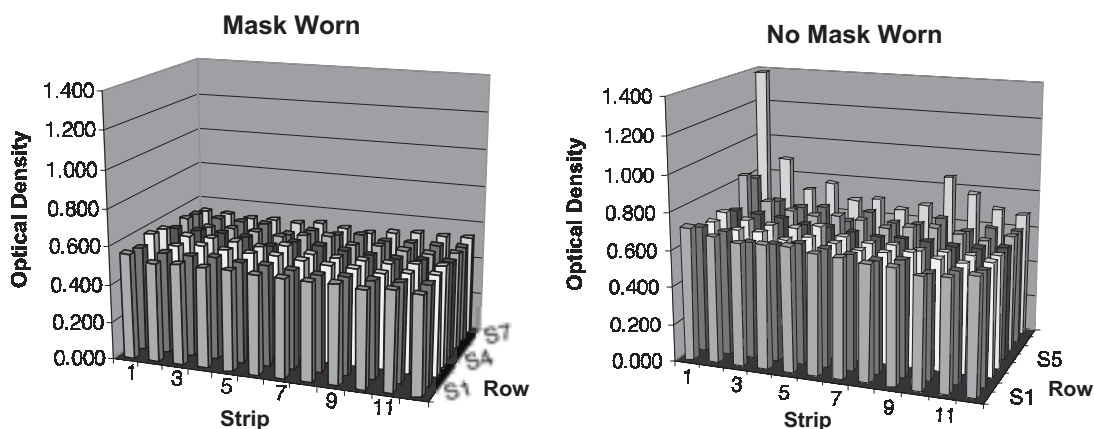 Mask Worn
1.400
1.200
1.000
0.800
0.600
0.400
0.200
0.000
Optical Density
1
3
5
7
9
11
Strip
S1
S4
S7
Row
No Mask Worn
1.400
1.200
1.000
0.800
0.600
0.400
0.200
0.000
Optical Density
1
3
5
7
9
11
Strip
S1
S5
Row